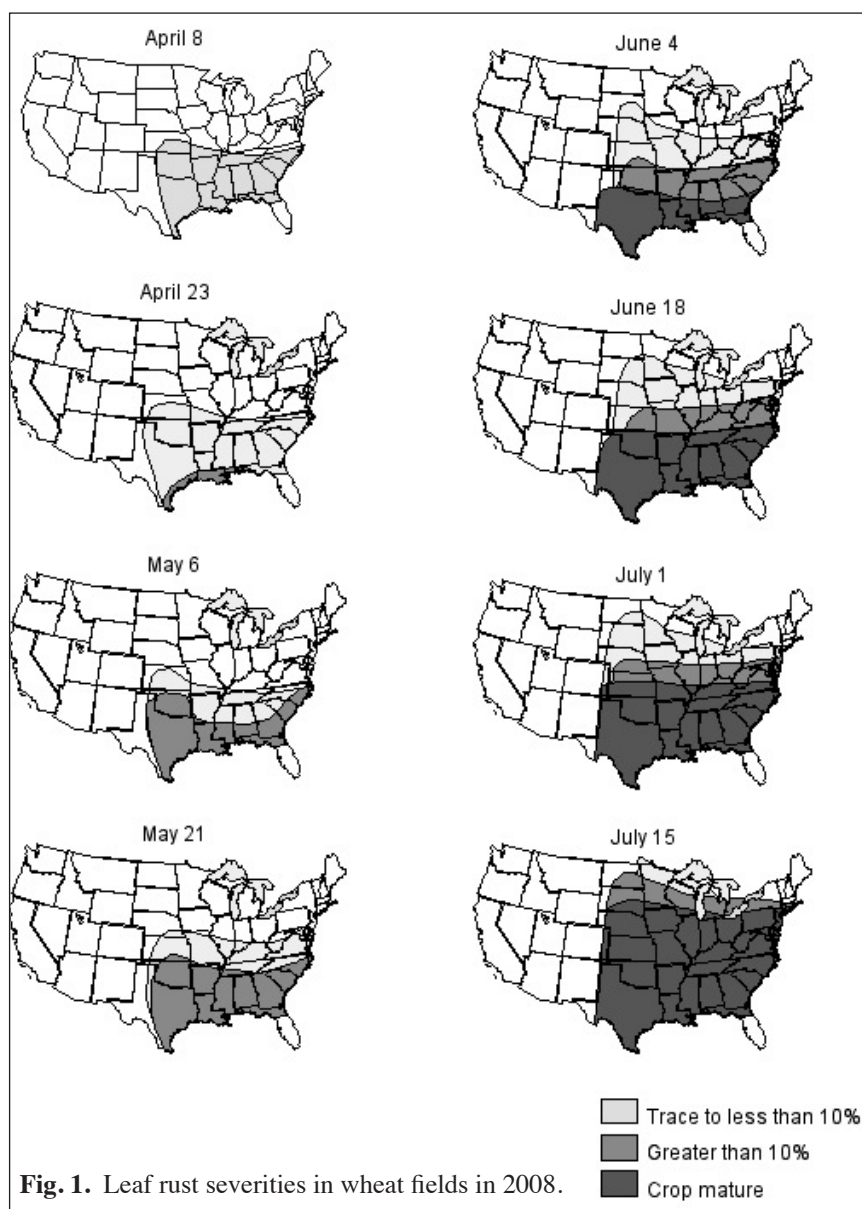 April 8
June 4
April 23
June 18
May 6
July 1
May 21
July 15
Trace to less than 10%
Greater than 10%
Crop mature
Fig. 1. Leaf rust severities in wheat fields in 2008.